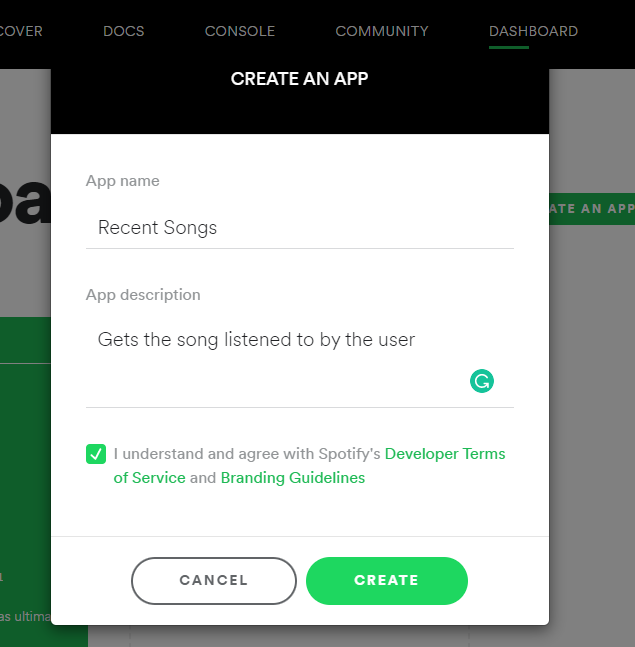 COVER DOCS CONSOLE COMMUNITY DASHBOARD
CREATE AN APP
oa
ATE AN APP
App name
Recent Songs
App description
Gets the song listened to by the user
I understand and agree with Spotify's Developer Terms
of Service and Branding Guidelines
CANCEL CREATE
as ultima